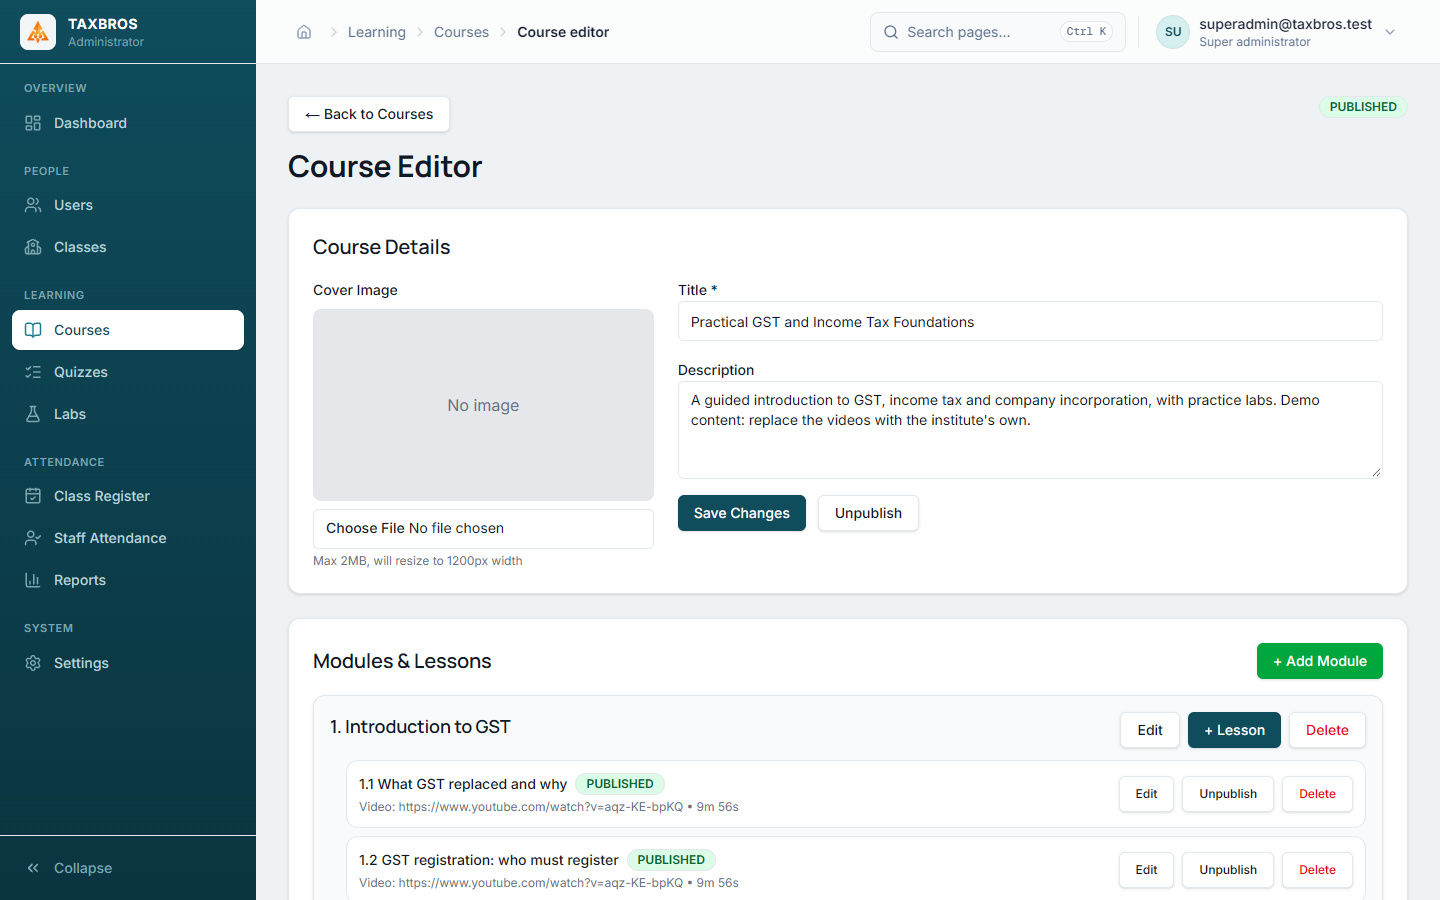 TAXBROS
Administrator
OVERVIEW
Dashboard
PEOPLE
Users
Classes
LEARNING
Courses
Quizzes
Labs
ATTENDANCE
Class Register
Staff Attendance
Reports
SYSTEM
Settings
Collapse
Learning
Courses
Course editor
Search pages...
Ctrl K
SU
superadmin@taxbros.test
Super administrator
← Back to Courses
PUBLISHED
Course Editor
Course Details
Cover Image
No image
Choose File No file chosen
Max 2MB, will resize to 1200px width
Title *
Practical GST and Income Tax Foundations
Description
A guided introduction to GST, income tax and company incorporation, with practice labs. Demo
content: replace the videos with the institute's own.
Save Changes
Unpublish
Modules & Lessons
+ Add Module
1. Introduction to GST
Edit
+ Lesson
Delete
1.1 What GST replaced and why PUBLISHED
Video: https://www.youtube.com/watch?v=aqz-KE-bpKQ • 9m 56s
Edit
Unpublish
Delete
1.2 GST registration: who must register PUBLISHED
Video: https://www.youtube.com/watch?v=aqz-KE-bpKQ • 9m 56s
Edit
Unpublish
Delete